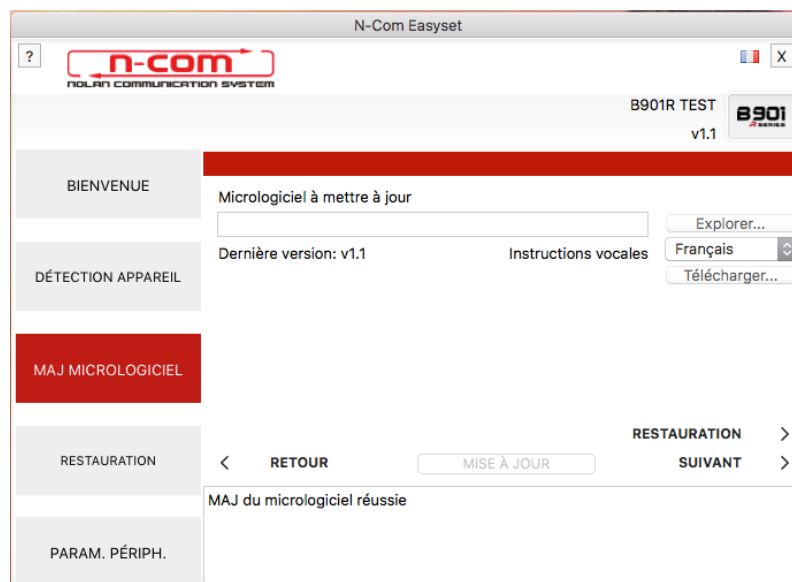 N-Com Easyset
?
n-com
NOLAN COMMUNICATION SYSTEM
X
B901R TEST
v1.1
B901
R SERIES
BIENVENUE
DÉTECTION APPAREIL
MAJ MICROLOGICIEL
RESTAURATION
PARAM. PÉRIPH.
Micrologiciel à mettre à jour
Explorer...
Dernière version: v1.1 Instructions vocales Français
Télécharger...
RESTAURATION >
< RETOUR MISE À JOUR SUIVANT >
MAJ du micrologiciel réussie